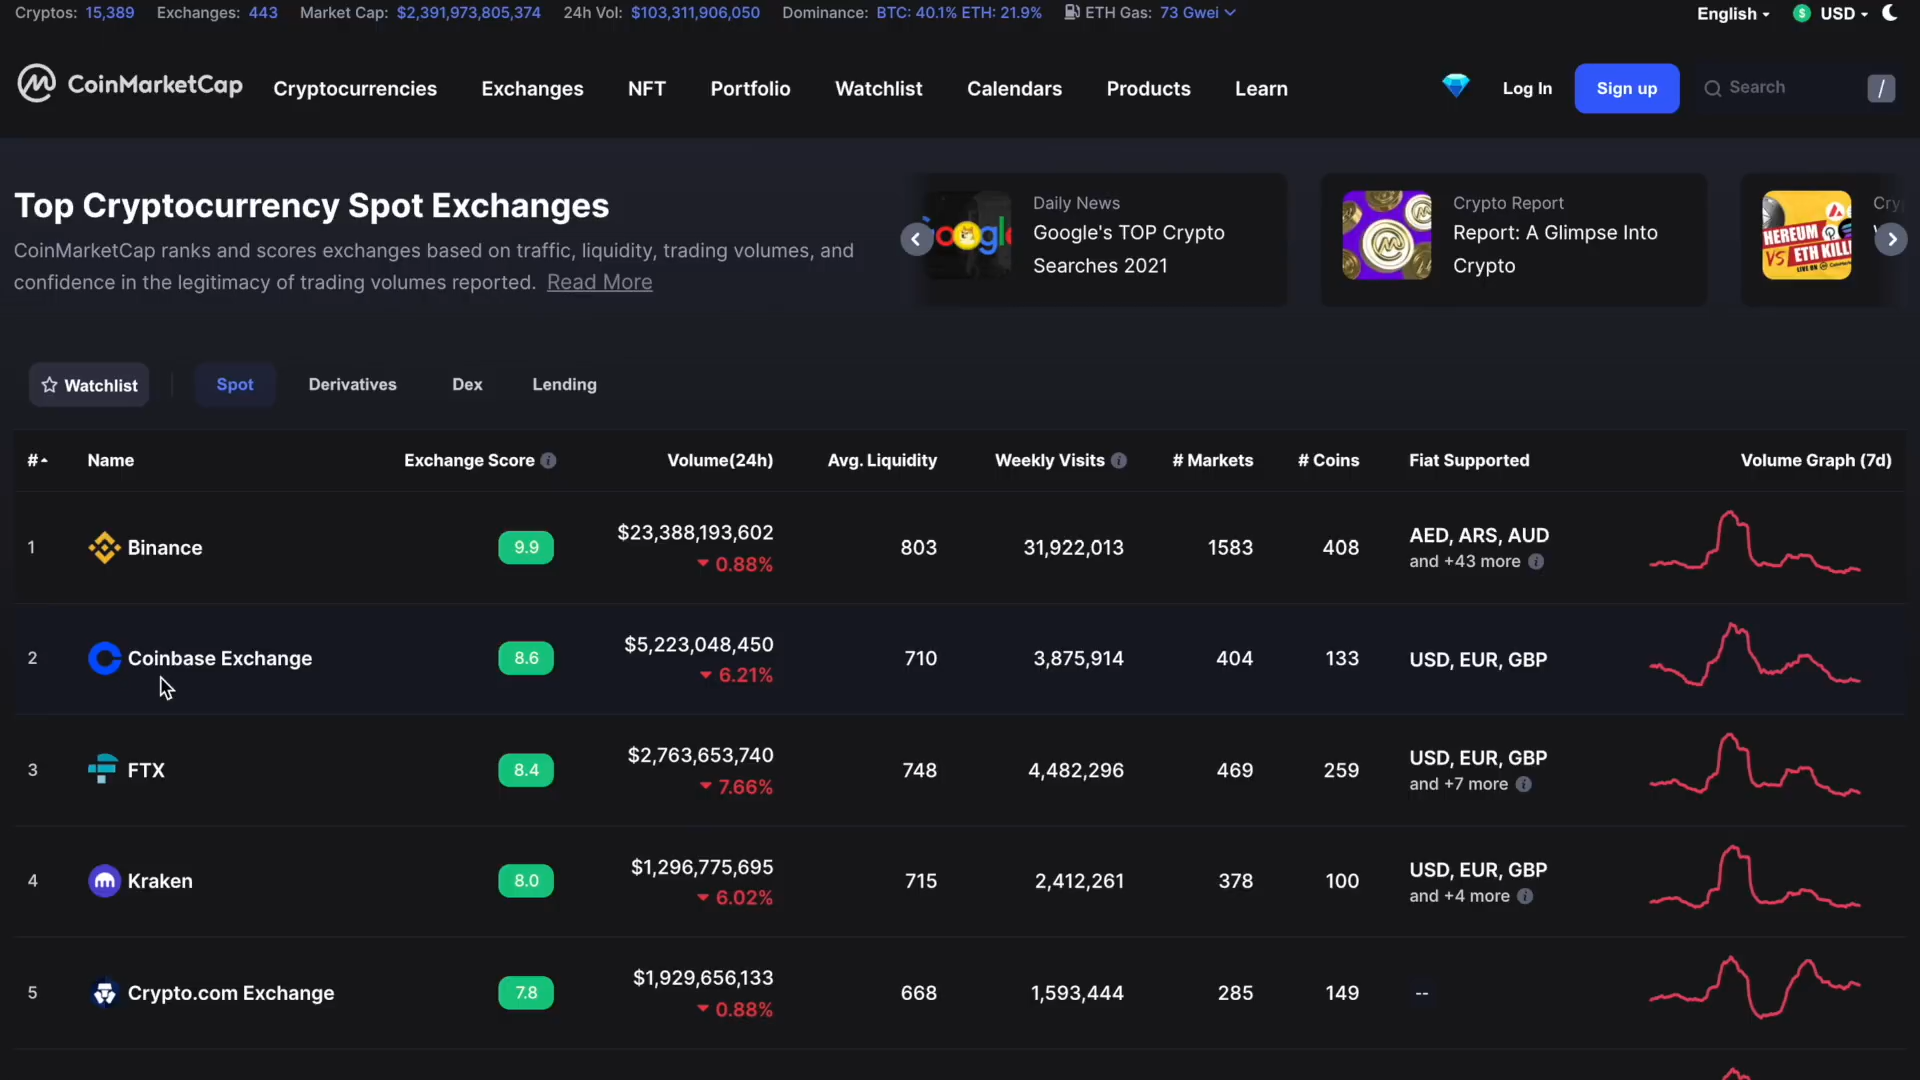 Cryptos: 15,389 Exchanges: 443 Market Cap: $2,391,973,805,374 24h Vol: $103,311,906,050 Dominance: BTC: 40.1% ETH: 21.9% ETH Gas: 73 Gwei English USD
CoinMarketCap Cryptocurrencies Exchanges NFT Portfolio Watchlist Calendars Products Learn Log In Sign up Search /
Top Cryptocurrency Spot Exchanges
CoinMarketCap ranks and scores exchanges based on traffic, liquidity, trading volumes, and
confidence in the legitimacy of trading volumes reported. Read More
Daily News
Google's TOP Crypto
Searches 2021
Crypto Report
Report: A Glimpse Into
Crypto
HEREUM
VS ETH KILL
Cry
Watchlist Spot Derivatives Dex Lending
# Name Exchange Score Volume(24h) Avg. Liquidity Weekly Visits # Markets # Coins Fiat Supported Volume Graph (7d)
1 Binance 9.9 $23,388,193,602 803 31,922,013 1583 408 AED, ARS, AUD
0.88% and +43 more
2 Coinbase Exchange 8.6 $5,223,048,450 710 3,875,914 404 133 USD, EUR, GBP
6.21%
3 FTX 8.4 $2,763,653,740 748 4,482,296 469 259 USD, EUR, GBP
7.66% and +7 more
4 Kraken 8.0 $1,296,775,695 715 2,412,261 378 100 USD, EUR, GBP
6.02% and +4 more
5 Crypto.com Exchange 7.8 $1,929,656,133 668 1,593,444 285 149 --
0.88%